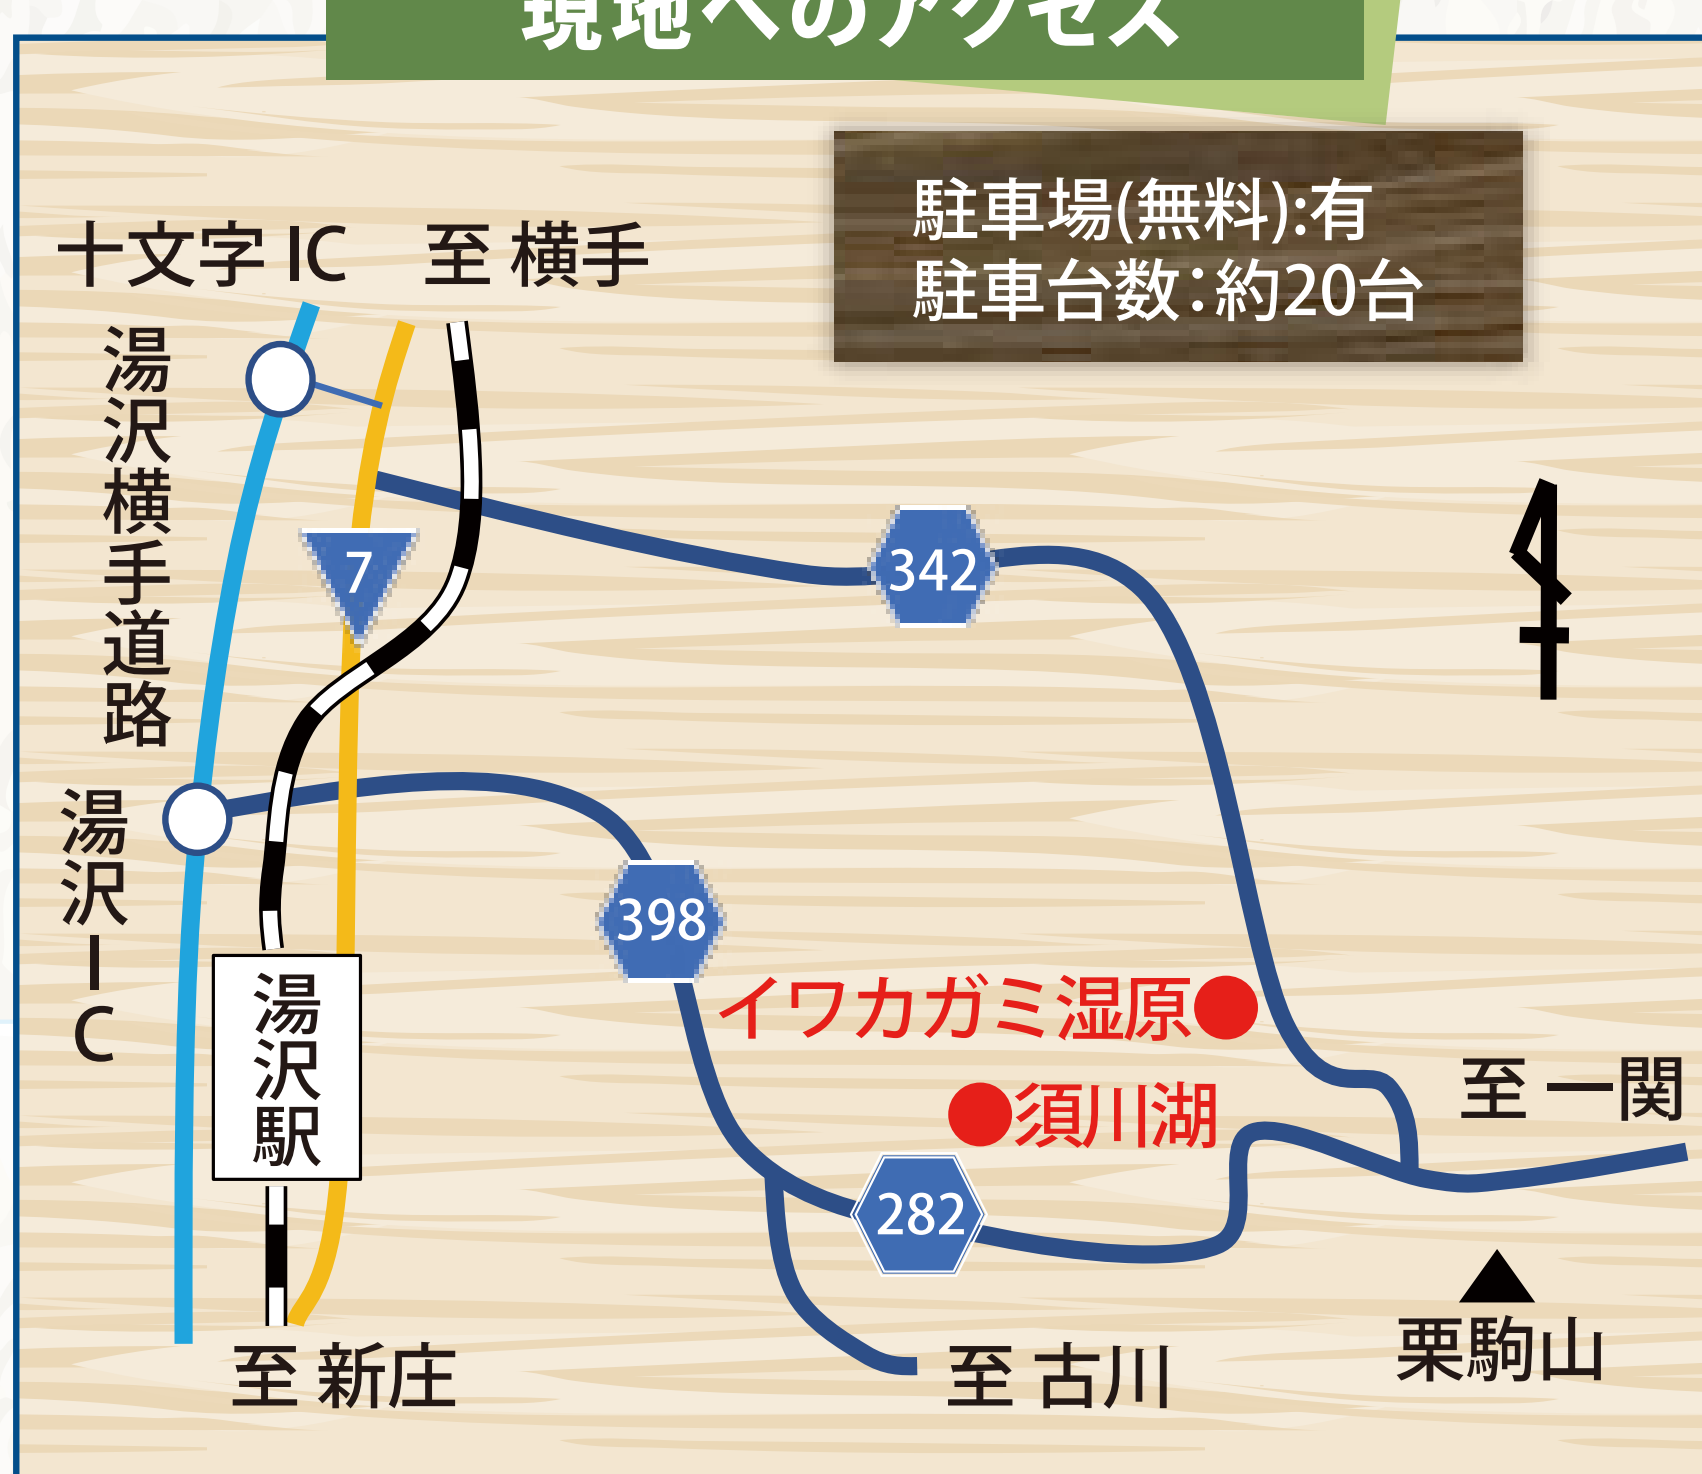 現地へのアクセス
駐車場(無料):有
駐車台数：約20台
十文字 IC
至 横手
湯沢横手道路
7
342
湯沢IC
398
湯沢駅
イワカガミ湿原
須川湖
至 一関
282
栗駒山
至 新庄
至 古川